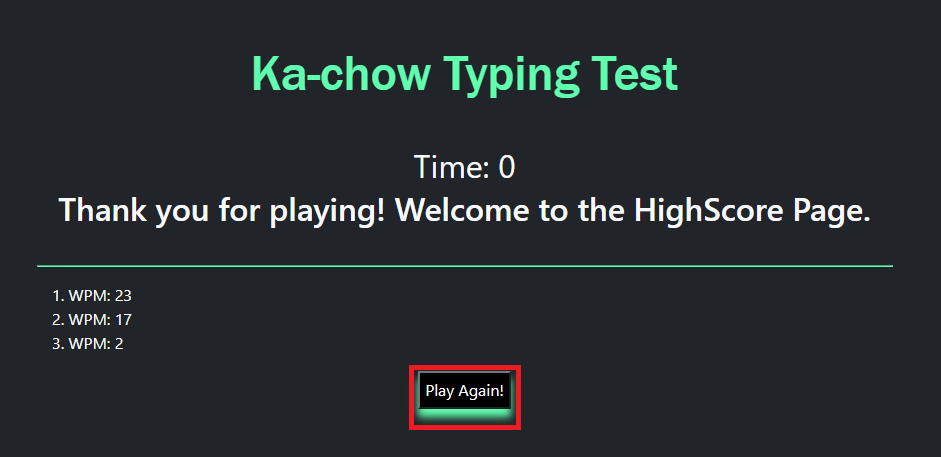 Ka-chow Typing Test
Time: 0
Thank you for playing! Welcome to the HighScore Page.
1. WPM: 23
2. WPM: 17
3. WPM: 2
Play Again!